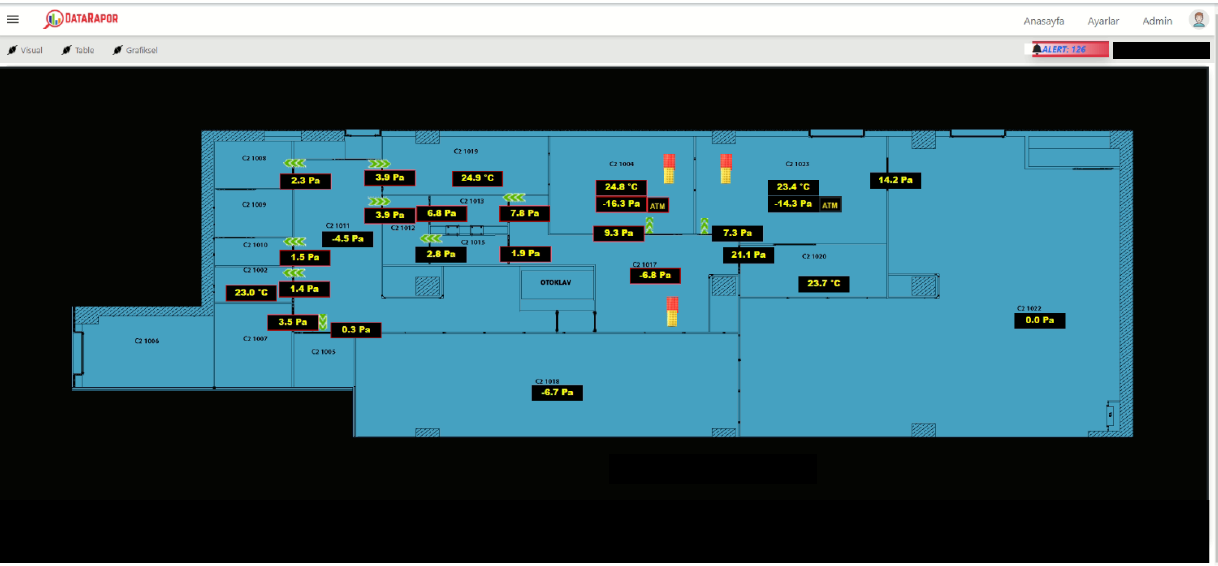 DATARAPOR
Anasayfa Ayarlar Admin
Visual Table Grafiksel
ALERT: 126
C2 1008
2.3 Pa
3.9 Pa
C2 1019
24.9 °C
C2 1004
24.8 °C
-16.3 Pa ATM
C2 1023
23.4 °C
-14.3 Pa ATM
14.2 Pa
C2 1009
3.9 Pa
6.8 Pa
C2 1013
7.8 Pa
C2 1011
-4.5 Pa
C2 1012
9.3 Pa
7.3 Pa
C2 1010
1.5 Pa
2.8 Pa
C2 1015
1.9 Pa
21.1 Pa
C2 1020
23.7 °C
C2 1002
23.0 °C
1.4 Pa
C2 1017
-6.8 Pa
OTOKLAV
3.5 Pa
0.3 Pa
C2 1022
0.0 Pa
C2 1006
C2 1007
C2 1005
C2 1018
-6.7 Pa